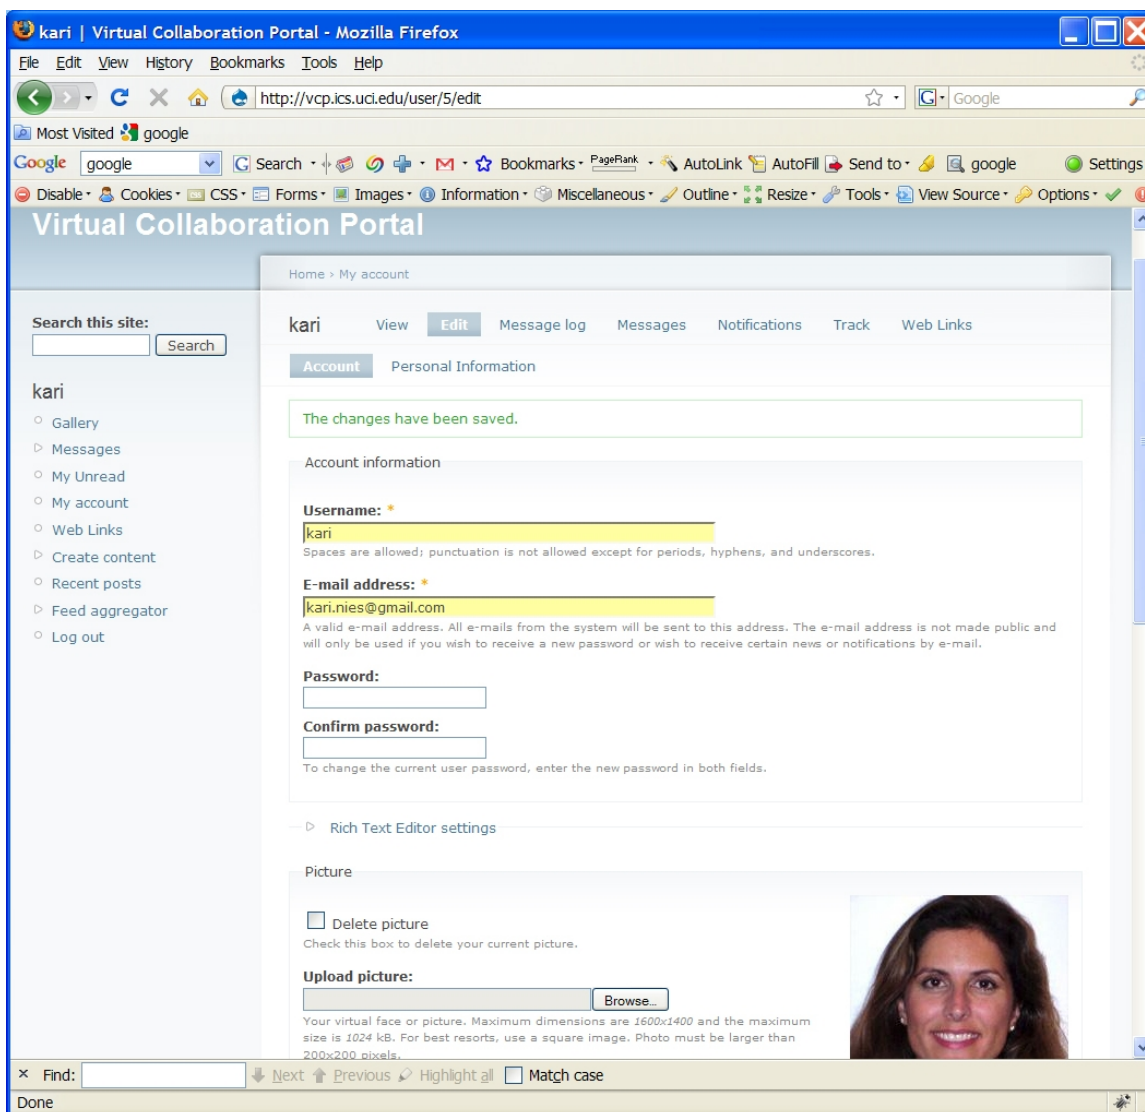 kari | Virtual Collaboration Portal - Mozilla Firefox
File Edit View History Bookmarks Tools Help
http://vcp.ics.uci.edu/user/5/edit G Google
Most Visited google
Google google G Search Bookmarks PageRank AutoLink AutoFill Send to google Settings
Disable Cookies CSS Forms Images Information Miscellaneous Outline Resize Tools View Source Options
Virtual Collaboration Portal
Home › My account
Search this site:
Search
kari
Gallery
Messages
My Unread
My account
Web Links
Create content
Recent posts
Feed aggregator
Log out
kari View Edit Message log Messages Notifications Track Web Links
Account Personal Information
The changes have been saved.
Account information
Username: *
kari
Spaces are allowed; punctuation is not allowed except for periods, hyphens, and underscores.
E-mail address: *
kari.nies@gmail.com
A valid e-mail address. All e-mails from the system will be sent to this address. The e-mail address is not made public and
will only be used if you wish to receive a new password or wish to receive certain news or notifications by e-mail.
Password:
Confirm password:
To change the current user password, enter the new password in both fields.
Rich Text Editor settings
Picture
Delete picture
Check this box to delete your current picture.
Upload picture:
Browse...
Your virtual face or picture. Maximum dimensions are 1600x1400 and the maximum
size is 1024 kB. For best resorts, use a square image. Photo must be larger than
200x200 pixels.
× Find: Next Previous Highlight all Match case
Done